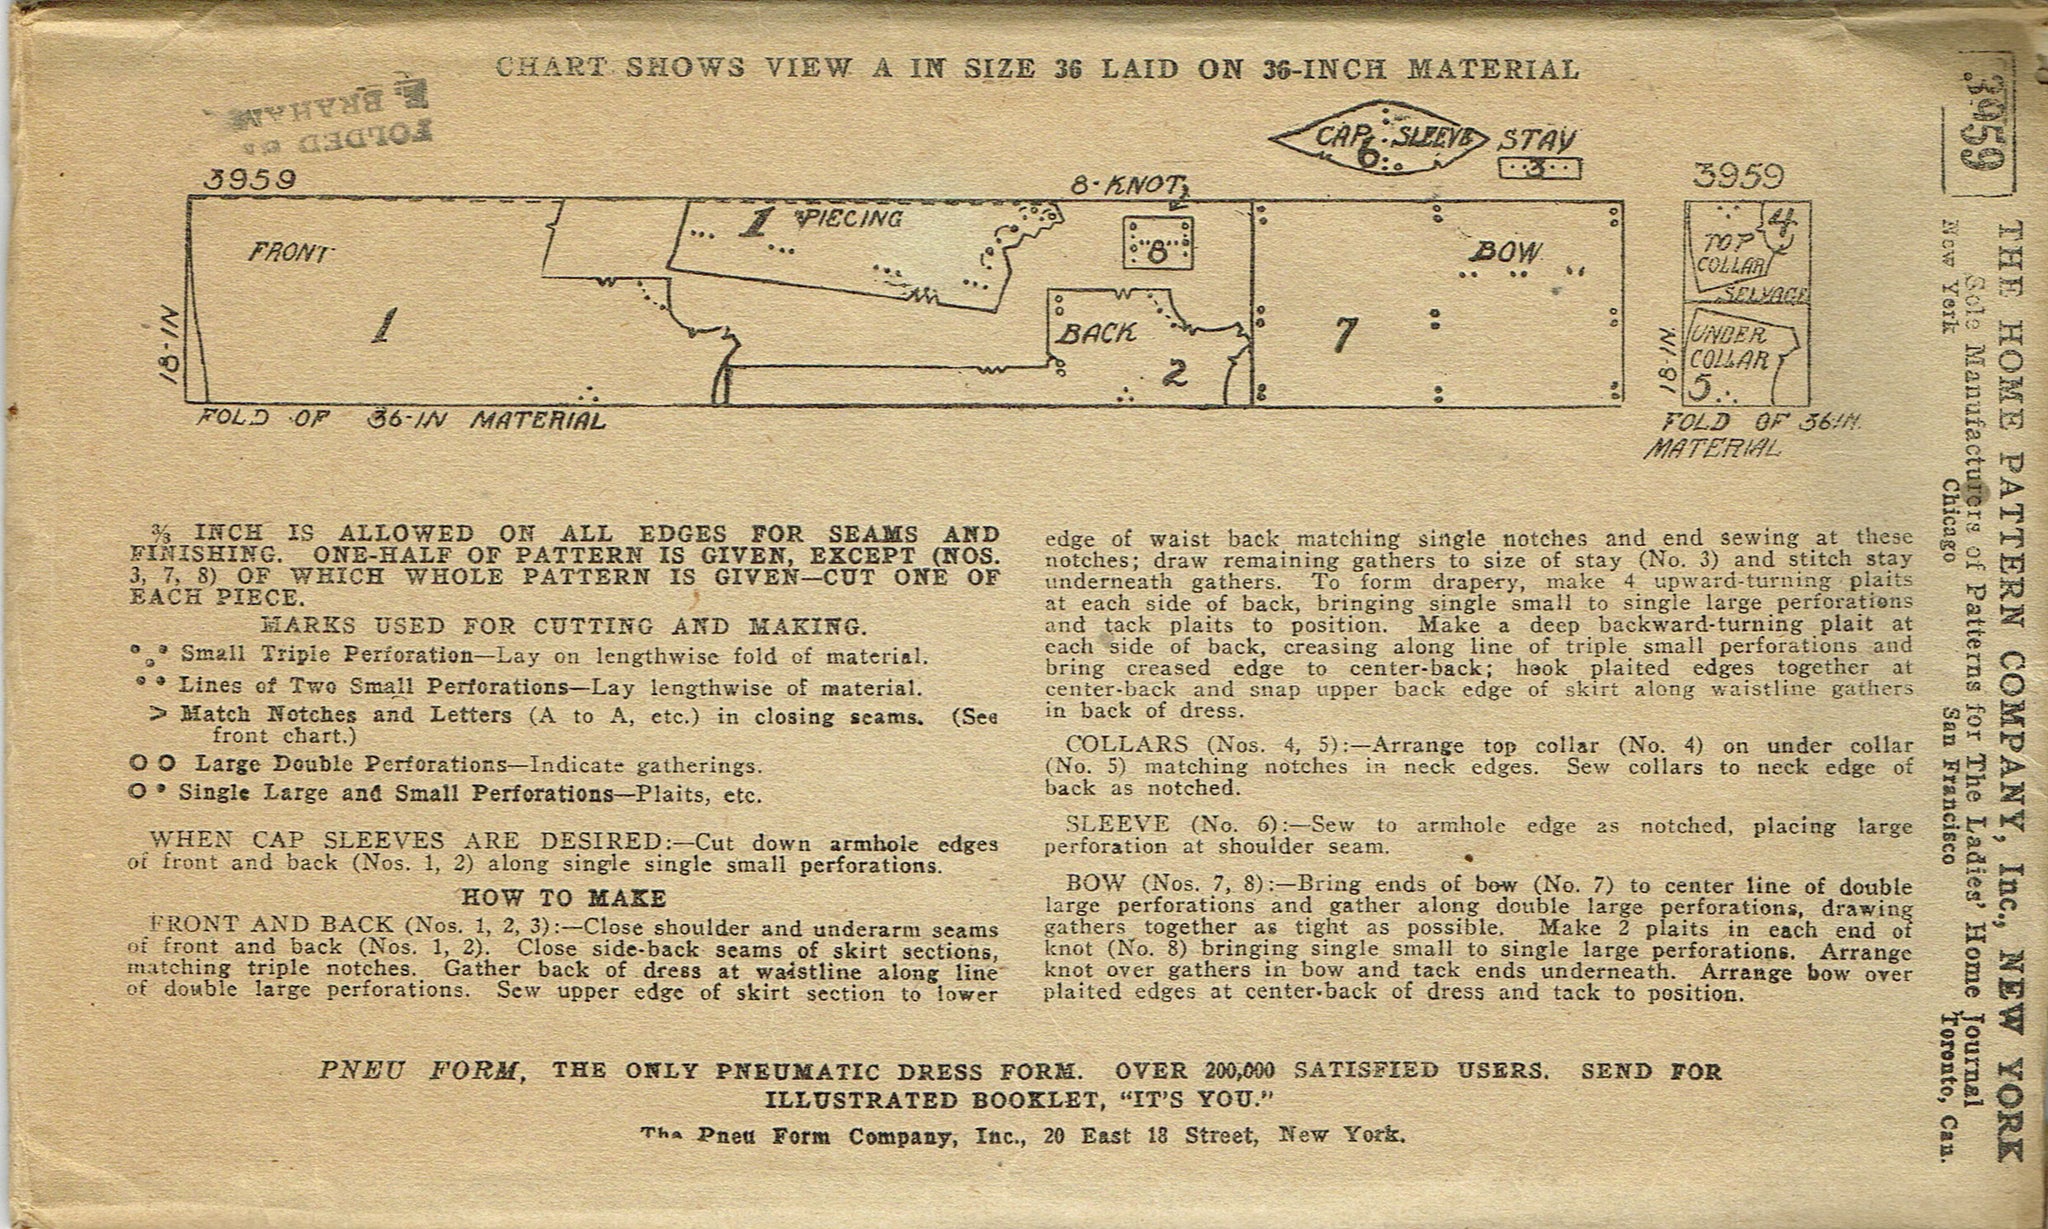 CHART SHOWS VIEW A IN SIZE 36 LAID ON 36-INCH MATERIAL
FOLDED
BRAHAM
3959
8-KNOT
CAP SLEEVE
6
STAY
3
3959
FRONT
1
1 PIECING
8
BACK
2
BOW
7
4
TOP
COLLAR
SELVAGE
UNDER
COLLAR
5
18-IN
18-IN.
FOLD OF 36-IN MATERIAL
FOLD OF 36-IN.
MATERIAL
⅜ INCH IS ALLOWED ON ALL EDGES FOR SEAMS AND
FINISHING. ONE-HALF OF PATTERN IS GIVEN, EXCEPT (NOS.
3, 7, 8) OF WHICH WHOLE PATTERN IS GIVEN—CUT ONE OF
EACH PIECE.
MARKS USED FOR CUTTING AND MAKING.
Small Triple Perforation—Lay on lengthwise fold of material.
Lines of Two Small Perforations—Lay lengthwise of material.
> Match Notches and Letters (A to A, etc.) in closing seams. (See
front chart.)
O O Large Double Perforations—Indicate gatherings.
O • Single Large and Small Perforations—Plaits, etc.
WHEN CAP SLEEVES ARE DESIRED:—Cut down armhole edges
of front and back (Nos. 1, 2) along single single small perforations.
HOW TO MAKE
FRONT AND BACK (Nos. 1, 2, 3):—Close shoulder and underarm seams
of front and back (Nos. 1, 2). Close side-back seams of skirt sections,
matching triple notches. Gather back of dress at waistline along line
of double large perforations. Sew upper edge of skirt section to lower
edge of waist back matching single notches and end sewing at these
notches; draw remaining gathers to size of stay (No. 3) and stitch stay
underneath gathers. To form drapery, make 4 upward-turning plaits
at each side of back, bringing single small to single large perforations
and tack plaits to position. Make a deep backward-turning plait at
each side of back, creasing along line of triple small perforations and
bring creased edge to center-back; hook plaited edges together at
center-back and snap upper back edge of skirt along waistline gathers
in back of dress.
COLLARS (Nos. 4, 5):—Arrange top collar (No. 4) on under collar
(No. 5) matching notches in neck edges. Sew collars to neck edge of
back as notched.
SLEEVE (No. 6):—Sew to armhole edge as notched, placing large
perforation at shoulder seam.
BOW (Nos. 7, 8):—Bring ends of bow (No. 7) to center line of double
large perforations and gather along double large perforations, drawing
gathers together as tight as possible. Make 2 plaits in each end of
knot (No. 8) bringing single small to single large perforations. Arrange
knot over gathers in bow and tack ends underneath. Arrange bow over
plaited edges at center-back of dress and tack to position.
PNEU FORM, THE ONLY PNEUMATIC DRESS FORM. OVER 200,000 SATISFIED USERS. SEND FOR
ILLUSTRATED BOOKLET, "IT'S YOU."
The Pneu Form Company, Inc., 20 East 18 Street, New York.
3959
THE HOME PATTERN COMPANY, Inc., NEW YORK
Sole Manufacturers of Patterns for The Ladies' Home Journal
New York Chicago San Francisco Toronto, Can.